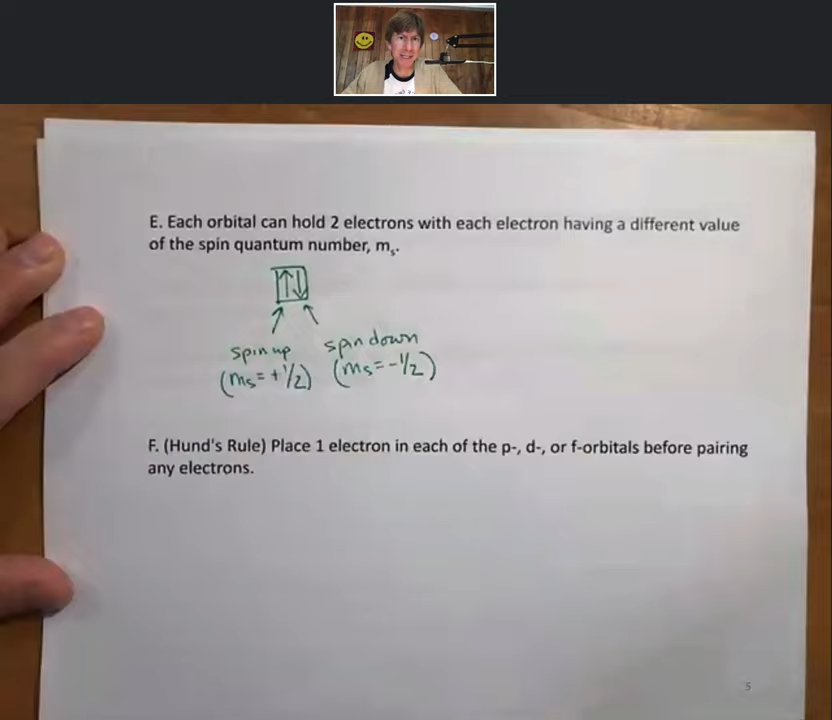 E. Each orbital can hold 2 electrons with each electron having a different value
of the spin quantum number, mₛ.
spin up spin down
(ms = +1/2) (ms = -1/2)
F. (Hund's Rule) Place 1 electron in each of the p-, d-, or f-orbitals before pairing
any electrons.
5